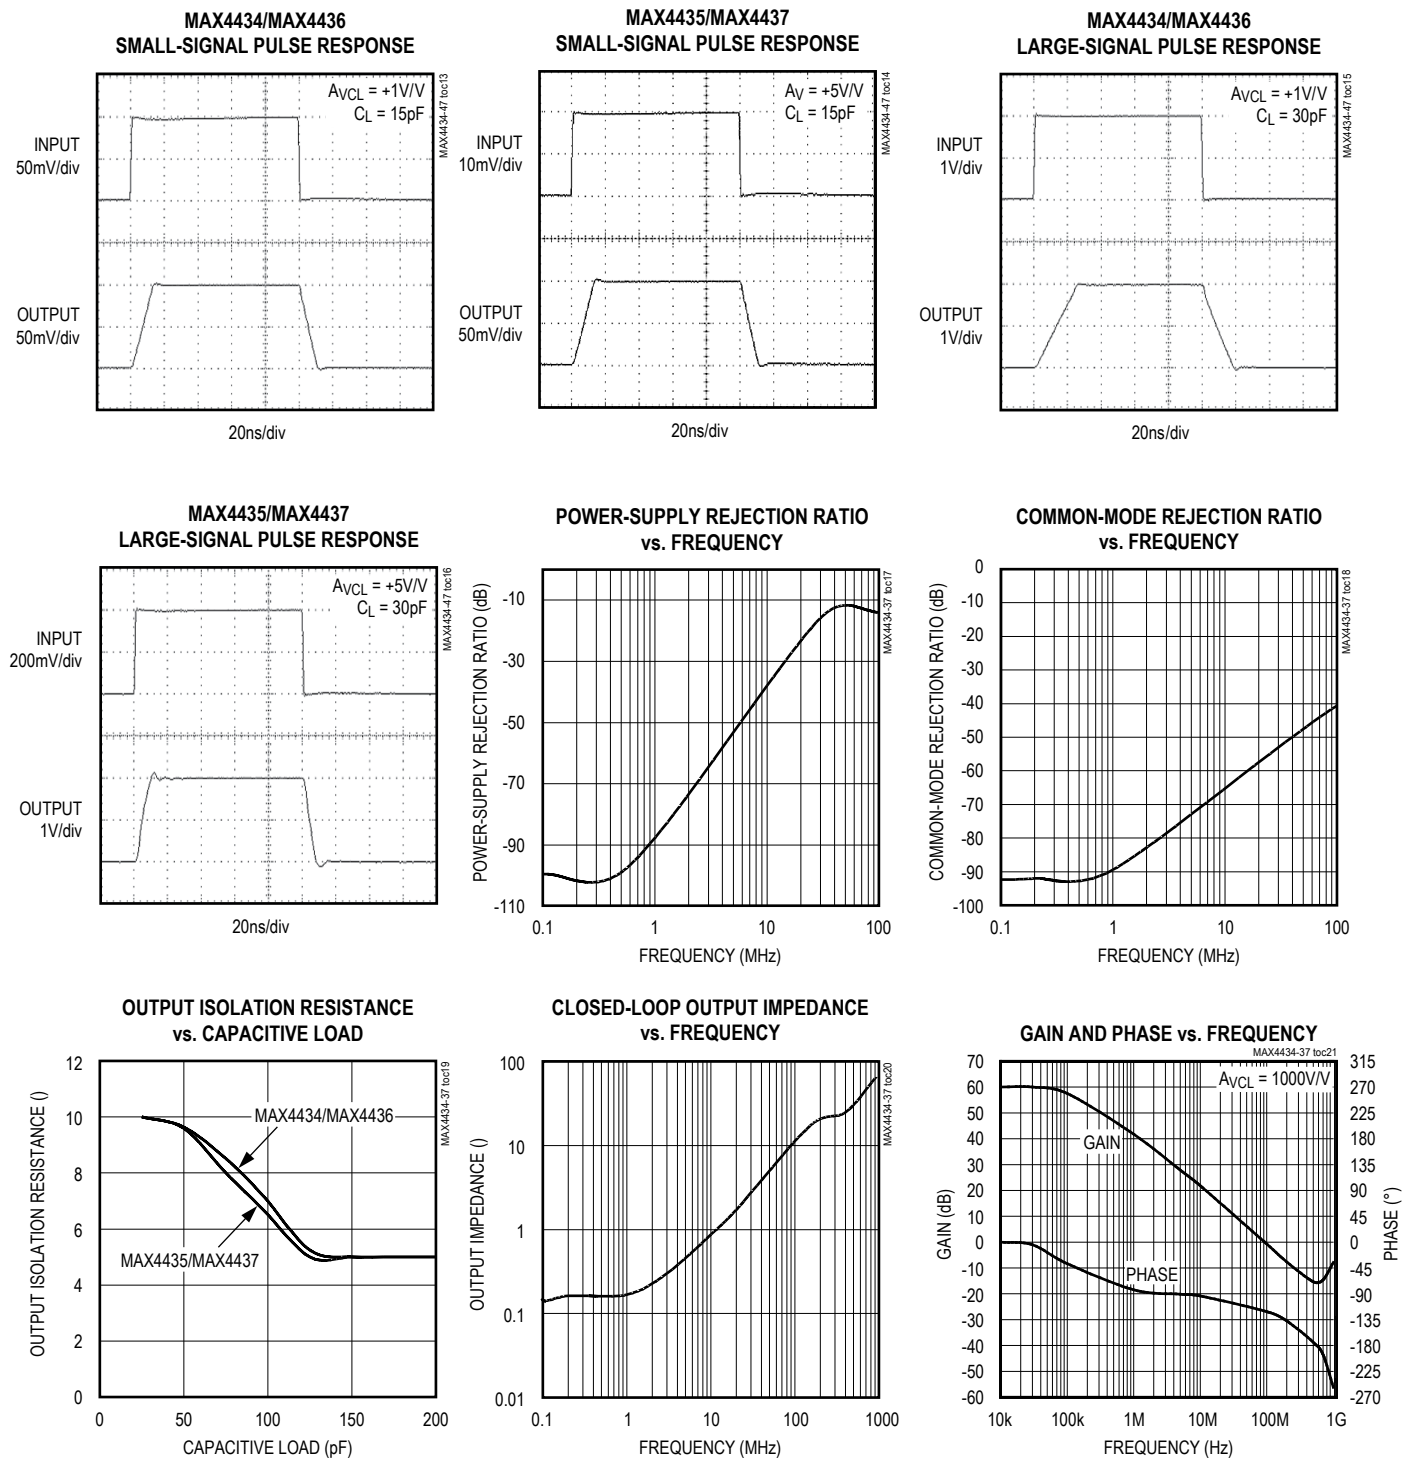 MAX4434/MAX4436
SMALL-SIGNAL PULSE RESPONSE
MAX4434-47 toc13
AVCL = +1V/V
CL = 15pF
INPUT
50mV/div
OUTPUT
50mV/div
20ns/div
MAX4435/MAX4437
SMALL-SIGNAL PULSE RESPONSE
MAX4434-47 toc14
AV = +5V/V
CL = 15pF
INPUT
10mV/div
OUTPUT
50mV/div
20ns/div
MAX4434/MAX4436
LARGE-SIGNAL PULSE RESPONSE
MAX4434-47 toc15
AVCL = +1V/V
CL = 30pF
INPUT
1V/div
OUTPUT
1V/div
20ns/div
MAX4435/MAX4437
LARGE-SIGNAL PULSE RESPONSE
MAX4434-47 toc16
AVCL = +5V/V
CL = 30pF
INPUT
200mV/div
OUTPUT
1V/div
20ns/div
POWER-SUPPLY REJECTION RATIO
vs. FREQUENCY
MAX4434-37 toc17
POWER-SUPPLY REJECTION RATIO (dB)
-10
-30
-50
-70
-90
-110
0.1 1 10 100
FREQUENCY (MHz)
COMMON-MODE REJECTION RATIO
vs. FREQUENCY
MAX4434-37 toc18
COMMON-MODE REJECTION RATIO (dB)
0
-10
-20
-30
-40
-50
-60
-70
-80
-90
-100
0.1 1 10 100
FREQUENCY (MHz)
OUTPUT ISOLATION RESISTANCE
vs. CAPACITIVE LOAD
MAX4434-37 toc19
OUTPUT ISOLATION RESISTANCE ()
12
10
8
6
4
2
0
MAX4434/MAX4436
MAX4435/MAX4437
0 50 100 150 200
CAPACITIVE LOAD (pF)
CLOSED-LOOP OUTPUT IMPEDANCE
vs. FREQUENCY
MAX4434-37 toc20
OUTPUT IMPEDANCE ()
100
10
1
0.1
0.01
0.1 1 10 100 1000
FREQUENCY (MHz)
GAIN AND PHASE vs. FREQUENCY
MAX4434-37 toc21
AVCL = 1000V/V
GAIN (dB)
70
60
50
40
30
20
10
0
-10
-20
-30
-40
-50
-60
GAIN
PHASE
315
270
225
180
135
90
45
0
-45
-90
-135
-180
-225
-270
PHASE (°)
10k 100k 1M 10M 100M 1G
FREQUENCY (Hz)